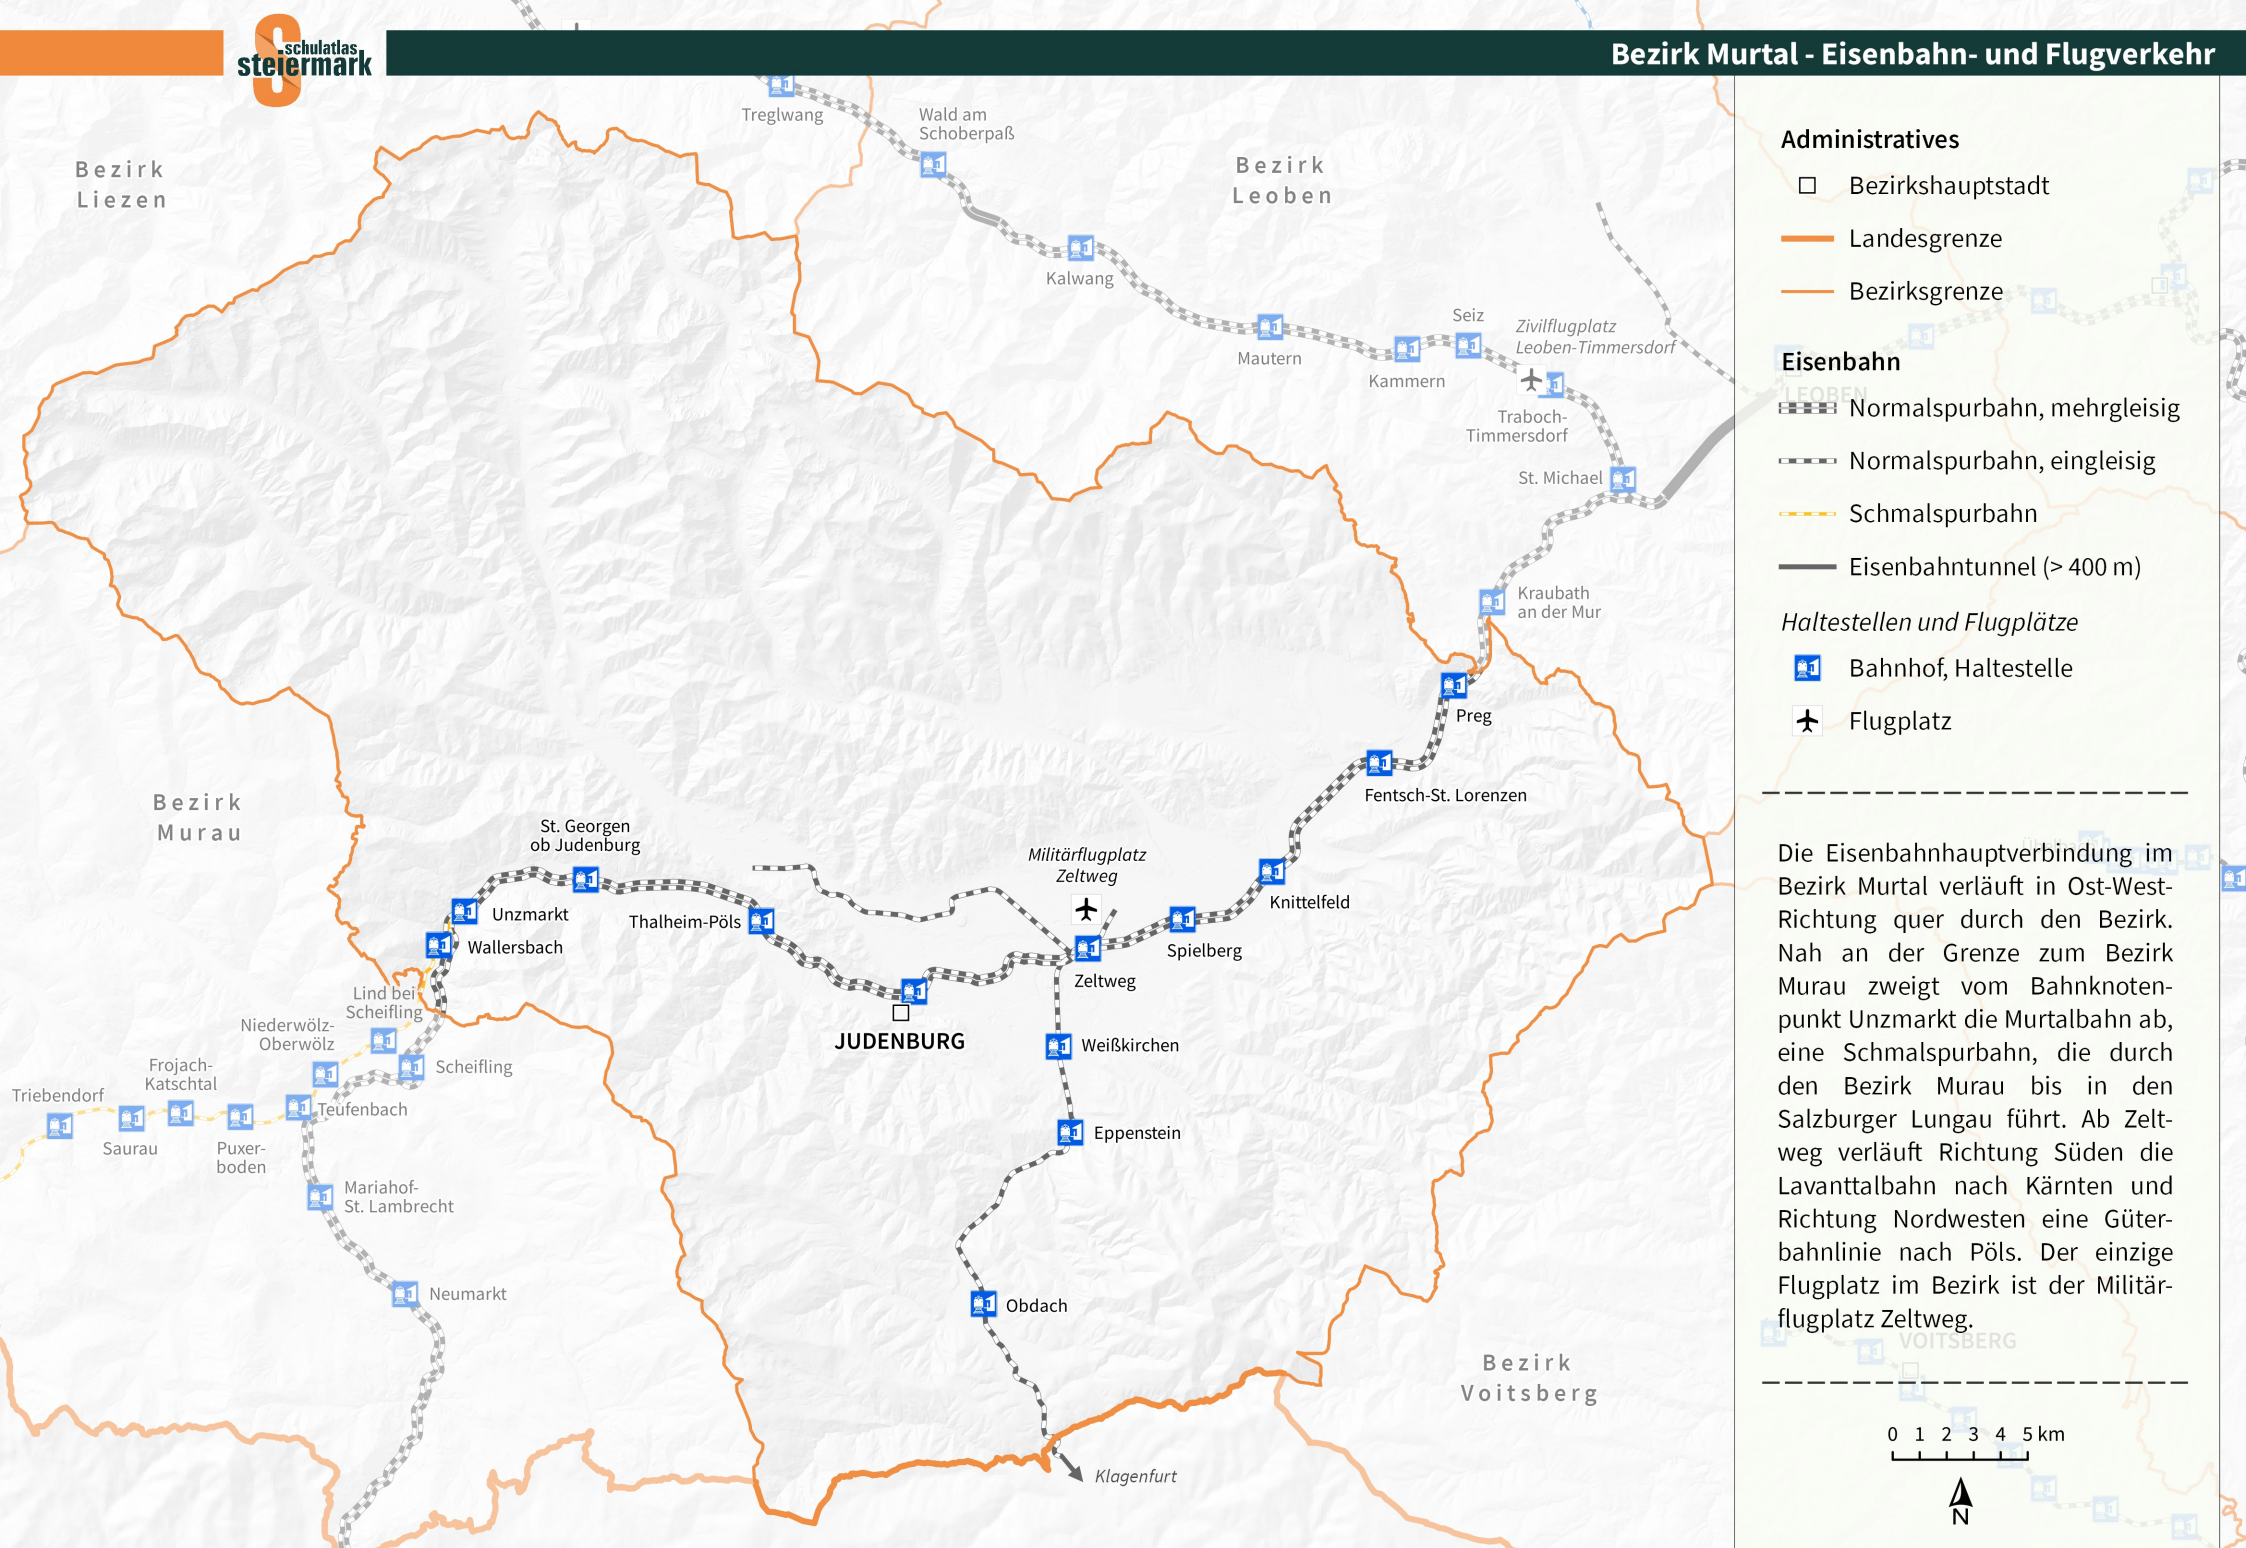 schulatlas
steiermark
Bezirk Murtal - Eisenbahn- und Flugverkehr
Treglwang
Wald am
Schoberpaß
Bezirk
Liezen
Bezirk
Leoben
Kalwang
Mautern
Kammern
Seiz
Zivilflugplatz
Leoben-Timmersdorf
Traboch-
Timmersdorf
St. Michael
LEOBEN
Kraubath
an der Mur
Preg
Fentsch-St. Lorenzen
Knittelfeld
Spielberg
Militärflugplatz
Zeltweg
Zeltweg
Bezirk
Murau
St. Georgen
ob Judenburg
Unzmarkt
Wallersbach
Thalheim-Pöls
JUDENBURG
Lind bei
Scheifling
Niederwölz-
Oberwölz
Frojach-
Katschtal
Triebendorf
Saurau
Puxer-
boden
Teufenbach
Scheifling
Mariahof-
St. Lambrecht
Neumarkt
Weißkirchen
Eppenstein
Obdach
Klagenfurt
Bezirk
Voitsberg
Administratives
Bezirkshauptstadt
Landesgrenze
Bezirksgrenze
Eisenbahn
Normalspurbahn, mehrgleisig
Normalspurbahn, eingleisig
Schmalspurbahn
Eisenbahntunnel (> 400 m)
Haltestellen und Flugplätze
Bahnhof, Haltestelle
Flugplatz
Die Eisenbahnhauptverbindung im
Bezirk Murtal verläuft in Ost-West-
Richtung quer durch den Bezirk.
Nah an der Grenze zum Bezirk
Murau zweigt vom Bahnknoten-
punkt Unzmarkt die Murtalbahn ab,
eine Schmalspurbahn, die durch
den Bezirk Murau bis in den
Salzburger Lungau führt. Ab Zelt-
weg verläuft Richtung Süden die
Lavanttalbahn nach Kärnten und
Richtung Nordwesten eine Güter-
bahnlinie nach Pöls. Der einzige
Flugplatz im Bezirk ist der Militär-
flugplatz Zeltweg.
VOITSBERG
0 1 2 3 4 5 km
N